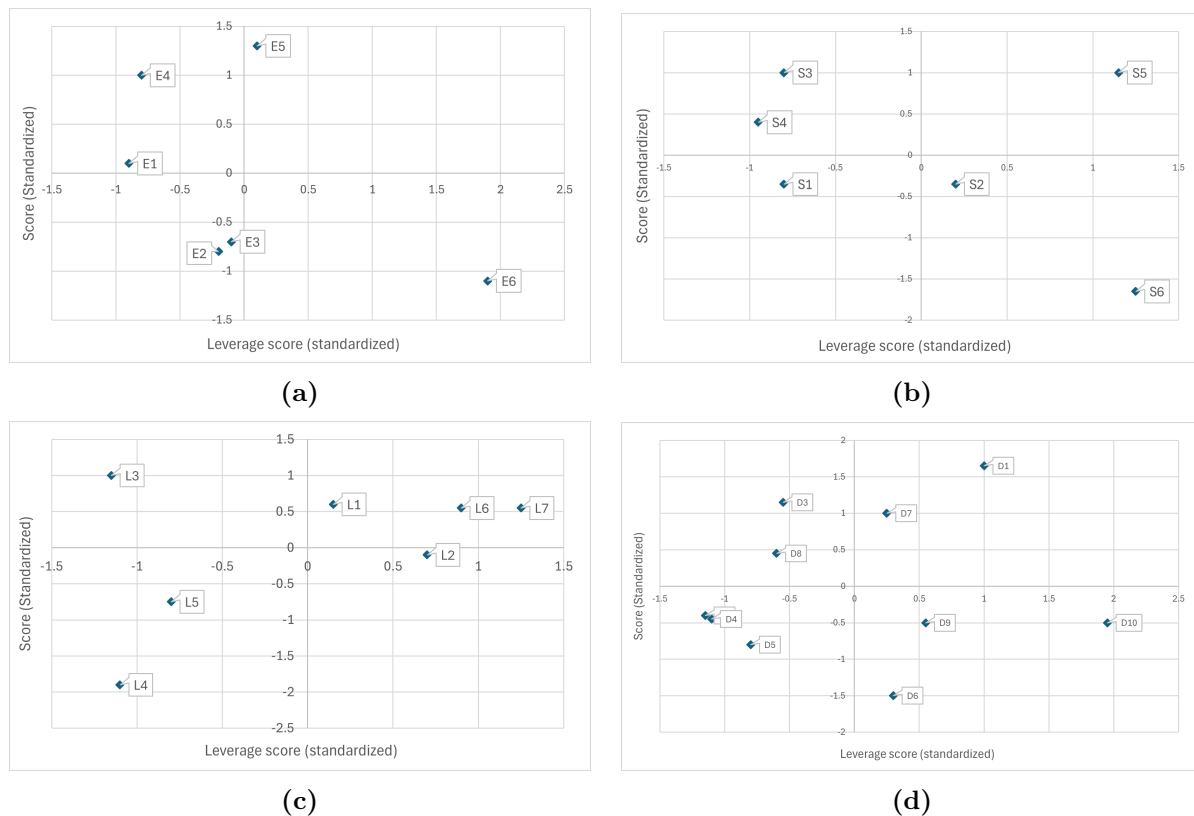 1.5
E5
E4
1
0.5
E1
0
-1.5
-1
-0.5
0
0.5
1
1.5
2
2.5
-0.5
E3
E2
-1
E6
-1.5
Score (Standardized)
Leverage score (standardized)
(a)
1.5
S3
1
S5
0.5
S4
0
-1.5
-1
-0.5
0
0.5
1
1.5
S1
-0.5
S2
-1
-1.5
S6
-2
Score (Standardized)
Leverage score (standardized)
(b)
1.5
L3
1
L1
0.5
L6
L7
0
L2
-1
-0.5
0
0.5
1
1.5
-0.5
L5
-1
-1.5
L4
-2
-2.5
Score (Standardized)
Leverage score (standardized)
(c)
2
D1
1.5
D3
1
D7
0.5
D8
0
-1.5
-1
-0.5
0
0.5
1
1.5
2
2.5
D4
-0.5
D9
D10
D5
-1
-1.5
D6
-2
Score (Standardized)
Leverage score (standardized)
(d)